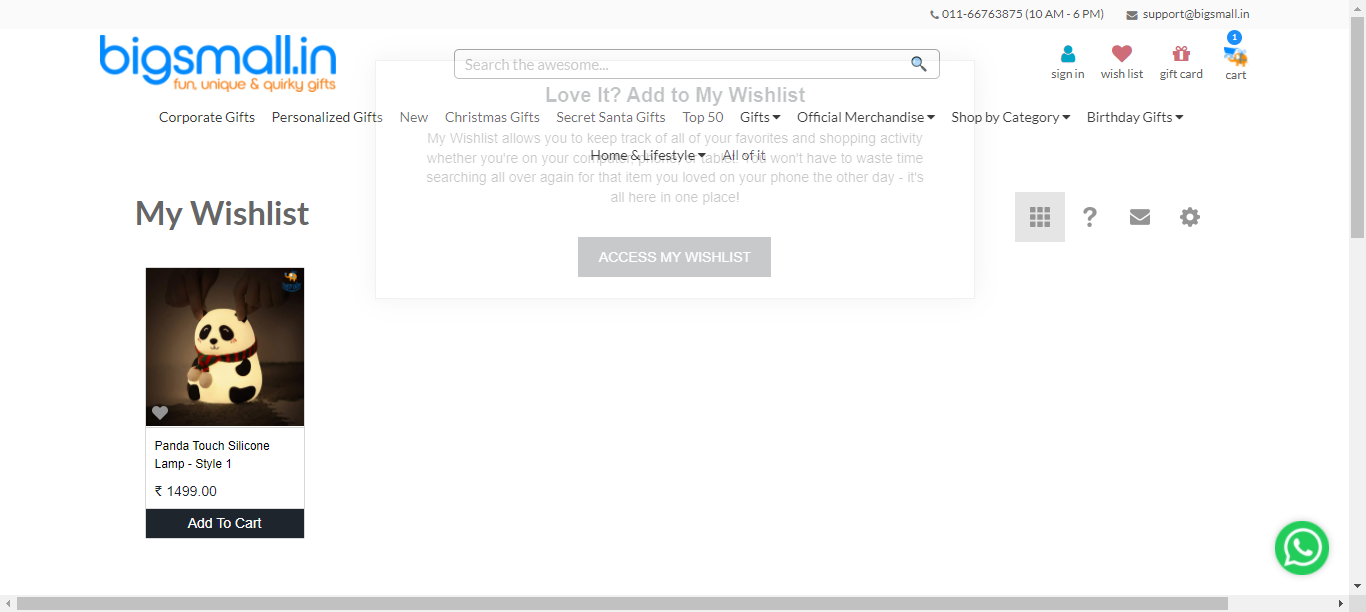 011-66763875 (10 AM - 6 PM) support@bigsmall.in
bigsmall.in
fun, unique & quirky gifts
Search the awesome...
sign in wish list gift card 1 cart
Love It? Add to My Wishlist
Corporate Gifts Personalized Gifts New Christmas Gifts Secret Santa Gifts Top 50 Gifts Official Merchandise Shop by Category Birthday Gifts
My Wishlist allows you to keep track of all of your favorites and shopping activity
Home & Lifestyle All of it
whether you're on your computer, phone, or tablet. You won't have to waste time
searching all over again for that item you loved on your phone the other day - it's
all here in one place!
My Wishlist
?
ACCESS MY WISHLIST
Panda Touch Silicone
Lamp - Style 1
₹ 1499.00
Add To Cart